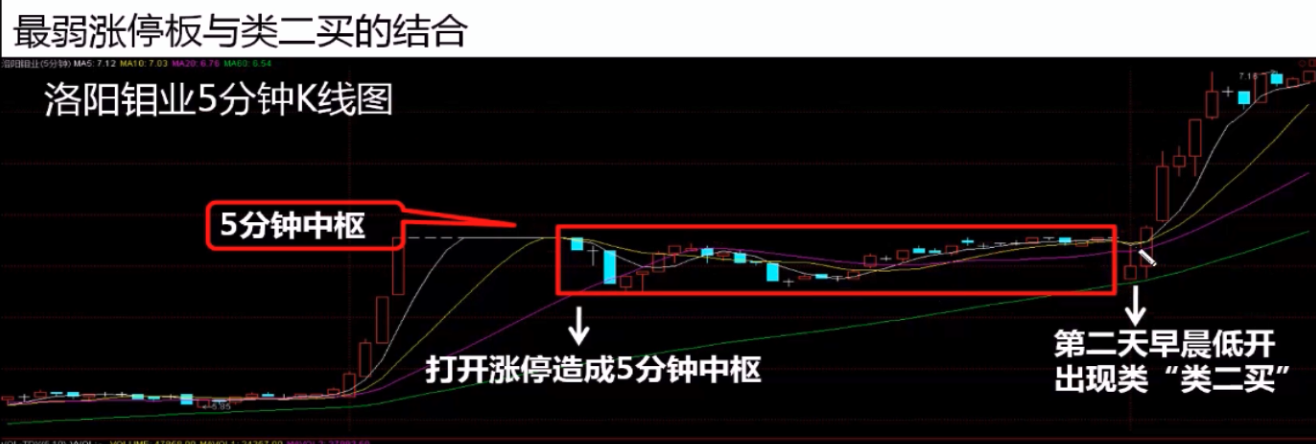 最弱涨停板与类二买的结合
洛阳钼业(5分钟) MA5: 7.12 MA10: 7.03 MA20: 6.76 MA60: 6.54
洛阳钼业5分钟K线图
7.16
5分钟中枢
打开涨停造成5分钟中枢
第二天早晨低开
出现类“类二买”
5.95